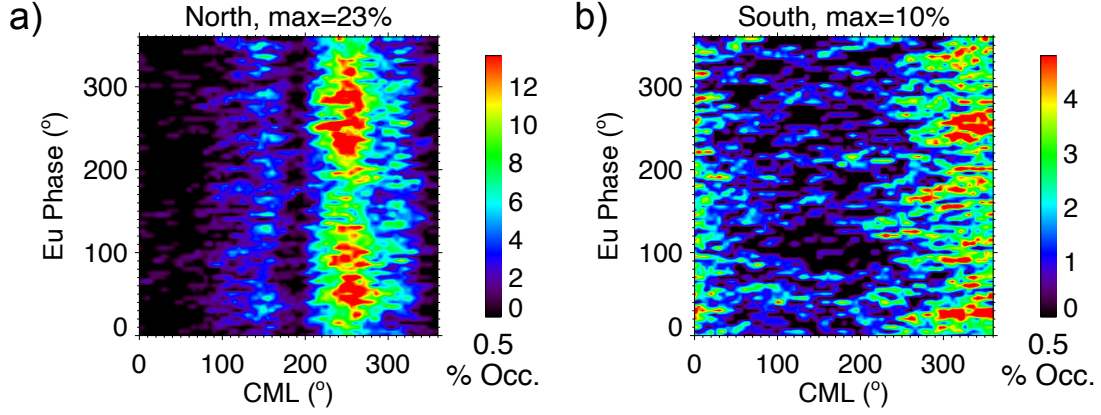 a)
North, max=23%
Eu Phase (°)
300
200
100
0
0 100 200 300
CML (°)
12
10
8
6
4
2
0
0.5
% Occ.
b)
South, max=10%
Eu Phase (°)
300
200
100
0
0 100 200 300
CML (°)
4
3
2
1
0
0.5
% Occ.